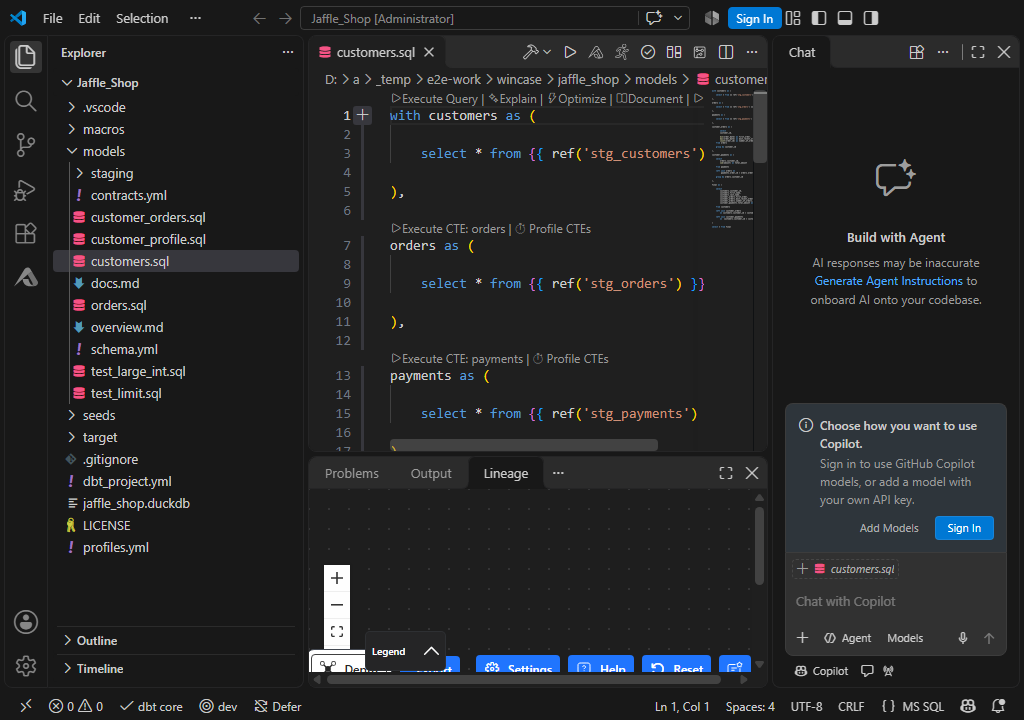 File Edit Selection ··· Jaffle_Shop [Administrator] Sign In
Explorer ···
Jaffle_Shop
.vscode
macros
models
staging
contracts.yml
customer_orders.sql
customer_profile.sql
customers.sql
docs.md
orders.sql
overview.md
schema.yml
test_large_int.sql
test_limit.sql
seeds
target
.gitignore
dbt_project.yml
jaffle_shop.duckdb
LICENSE
profiles.yml
Outline
Timeline
customers.sql
D: > a > _temp > e2e-work > wincase > jaffle_shop > models > customer
Execute Query | Explain | Optimize | Document |
1 with customers as (
2
3 select * from {{ ref('stg_customers')
4
5 ),
6
Execute CTE: orders | Profile CTEs
7 orders as (
8
9 select * from {{ ref('stg_orders') }}
10
11 ),
12
Execute CTE: payments | Profile CTEs
13 payments as (
14
15 select * from {{ ref('stg_payments')
16
17 )
Problems Output Lineage ···
Legend
Settings Help Reset
Chat
Build with Agent
AI responses may be inaccurate
Generate Agent Instructions to
onboard AI onto your codebase.
Choose how you want to use
Copilot.
Sign in to use GitHub Copilot
models, or add a model with
your own API key.
Add Models Sign In
customers.sql
Chat with Copilot
Agent Models
Copilot
0 0 dbt core dev Defer Ln 1, Col 1 Spaces: 4 UTF-8 CRLF { } MS SQL